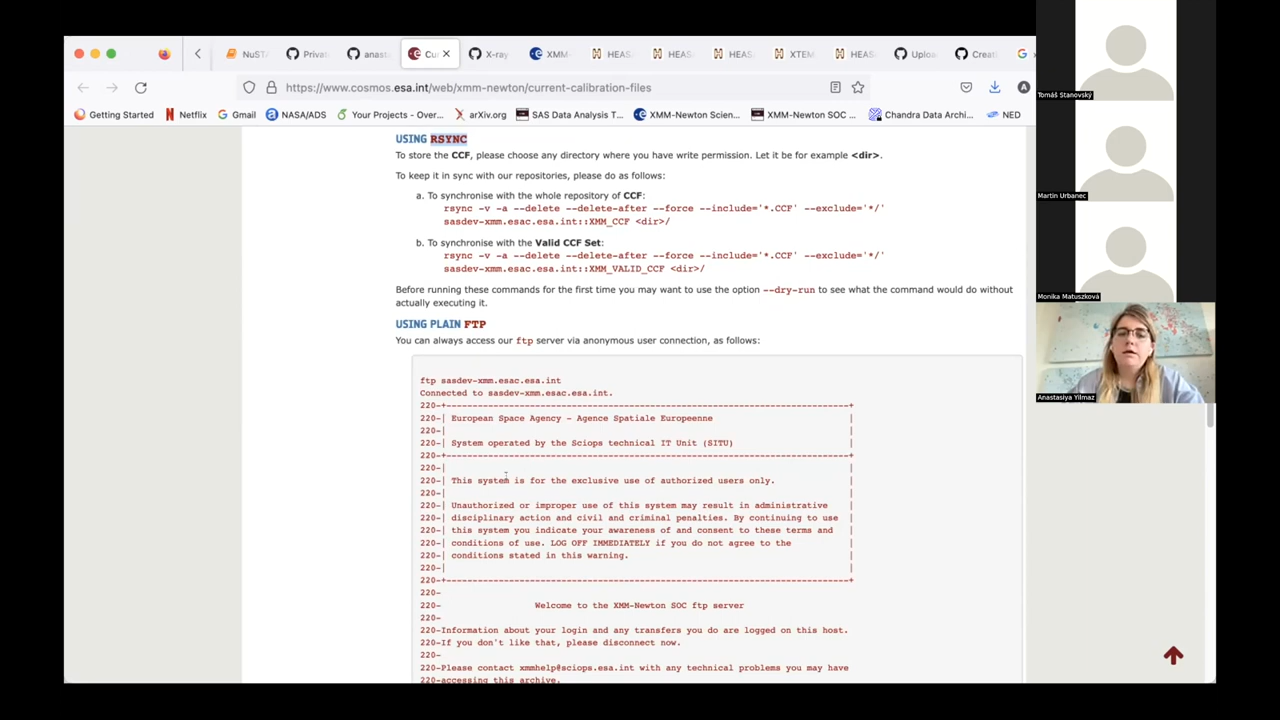 NuSTA
Privat
anasta
Cur
X-ray
XMM-
HEAS
HEAS
HEAS
XTEM
HEAS
Uploa
Creati
https://www.cosmos.esa.int/web/xmm-newton/current-calibration-files
Getting Started
Netflix
Gmail
NASA/ADS
Your Projects - Over...
arXiv.org
SAS Data Analysis T...
XMM-Newton Scien...
XMM-Newton SOC ...
Chandra Data Archi...
NED
USING RSYNC
To store the CCF, please choose any directory where you have write permission. Let it be for example <dir>.
To keep it in sync with our repositories, please do as follows:
a. To synchronise with the whole repository of CCF:
rsync -v -a --delete --delete-after --force --include='*.CCF' --exclude='*/'
sasdev-xmm.esac.esa.int::XMM_CCF <dir>/
b. To synchronise with the Valid CCF Set:
rsync -v -a --delete --delete-after --force --include='*.CCF' --exclude='*/'
sasdev-xmm.esac.esa.int::XMM_VALID_CCF <dir>/
Before running these commands for the first time you may want to use the option --dry-run to see what the command would do without
actually executing it.
USING PLAIN FTP
You can always access our ftp server via anonymous user connection, as follows:
ftp sasdev-xmm.esac.esa.int
Connected to sasdev-xmm.esac.esa.int.
220-+------------------------------------------------------------------------------+
220-| European Space Agency - Agence Spatiale Europeenne |
220-| |
220-| System operated by the Sciops technical IT Unit (SITU) |
220-+------------------------------------------------------------------------------+
220-| |
220-| This system is for the exclusive use of authorized users only. |
220-| |
220-| Unauthorized or improper use of this system may result in administrative |
220-| disciplinary action and civil and criminal penalties. By continuing to use |
220-| this system you indicate your awareness of and consent to these terms and |
220-| conditions of use. LOG OFF IMMEDIATELY if you do not agree to the |
220-| conditions stated in this warning. |
220-| |
220-+------------------------------------------------------------------------------+
220-
220- Welcome to the XMM-Newton SOC ftp server
220-
220-Information about your login and any transfers you do are logged on this host.
220-If you don't like that, please disconnect now.
220-
220-Please contact xmmhelp@sciops.esa.int with any technical problems you may have
220-accessing this archive.
Tomáš Stanovský
Martin Urbanec
Monika Matuszková
Anastasiya Yilmaz